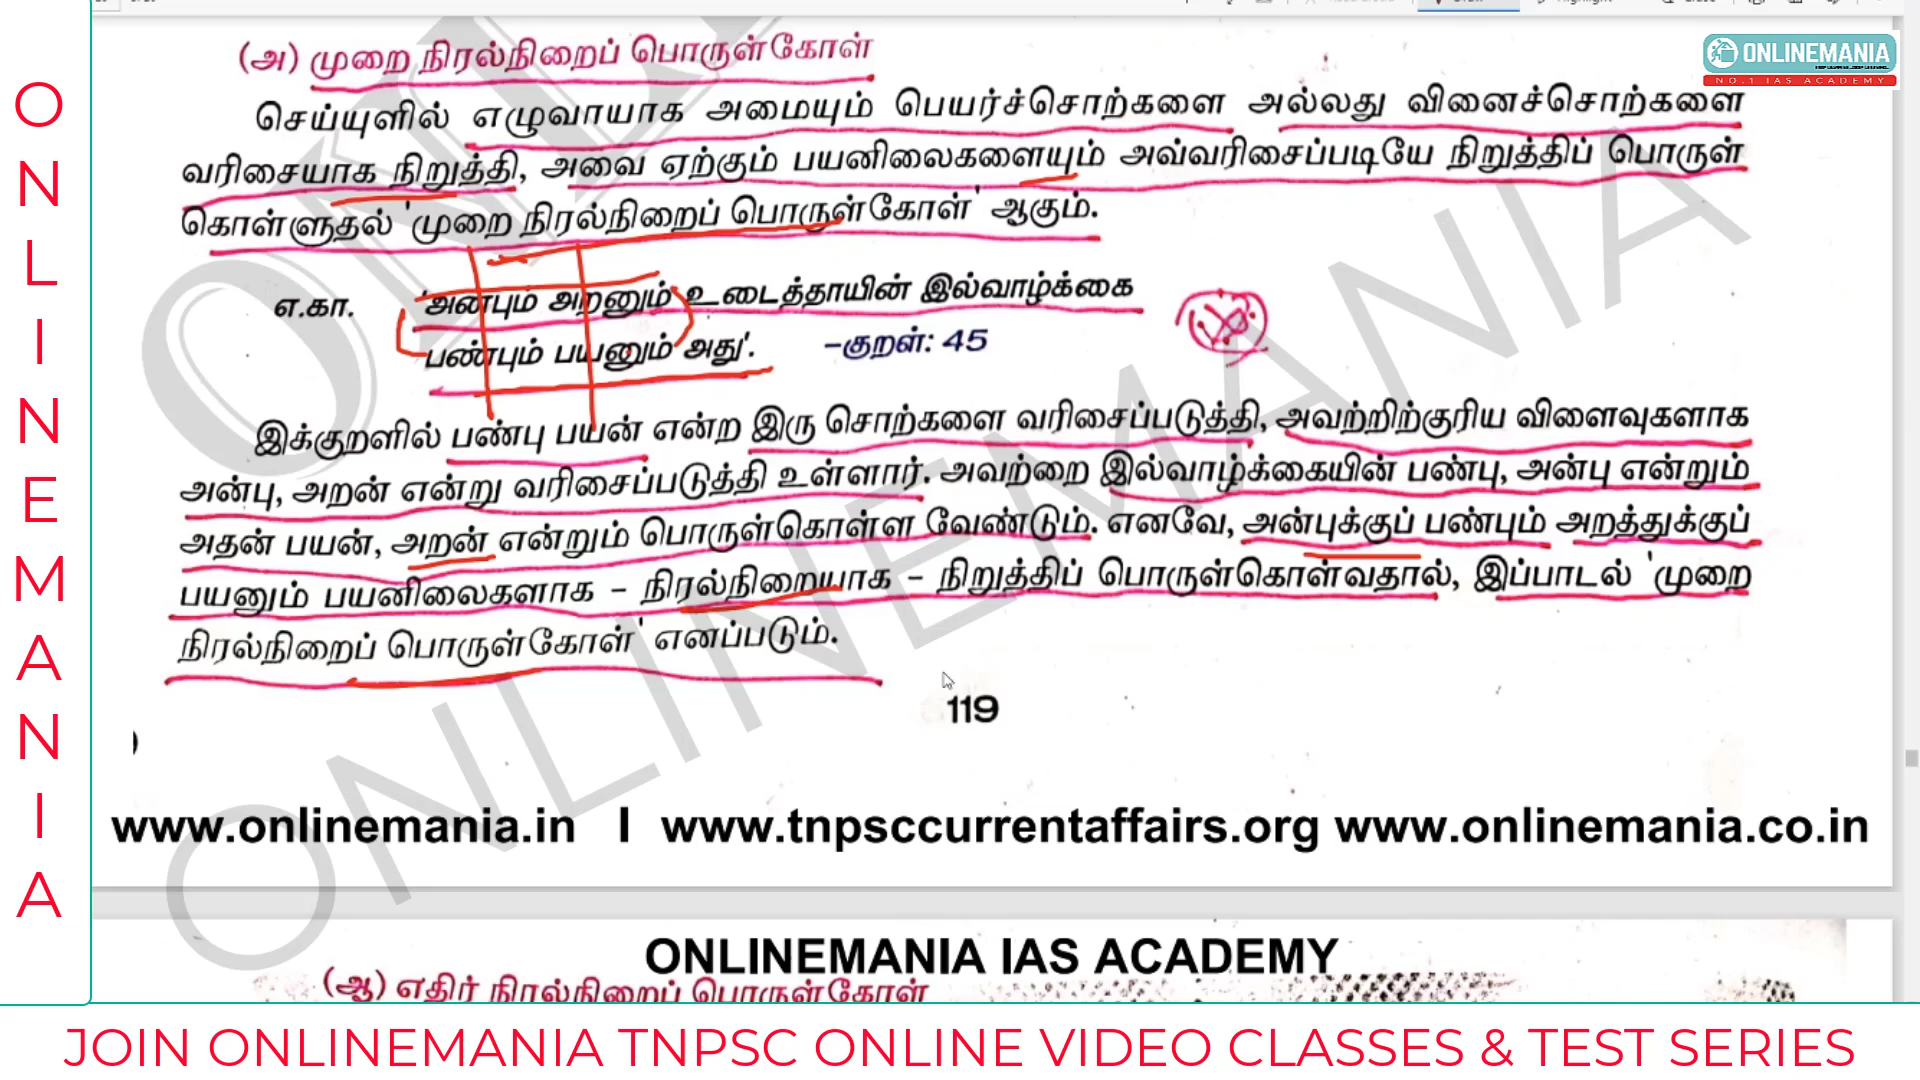 ONLINEMANIA
(அ) முறை நிரல்நிறைப் பொருள்கோள்
ONLINEMANIA
NO.1 IAS ACADEMY
செய்யுளில் எழுவாயாக அமையும் பெயர்ச்சொற்களை அல்லது வினைச்சொற்களை
வரிசையாக நிறுத்தி, அவை ஏற்கும் பயனிலைகளையும் அவ்வரிசைப்படியே நிறுத்திப் பொருள்
கொள்ளுதல் 'முறை நிரல்நிறைப் பொருள்கோள்' ஆகும்.
எ.கா. 'அன்பும் அறனும் உடைத்தாயின் இல்வாழ்க்கை
பண்பும் பயனும் அது'. –குறள்: 45
இக்குறளில் பண்பு பயன் என்ற இரு சொற்களை வரிசைப்படுத்தி, அவற்றிற்குரிய விளைவுகளாக
அன்பு, அறன் என்று வரிசைப்படுத்தி உள்ளார். அவற்றை இல்வாழ்க்கையின் பண்பு, அன்பு என்றும்
அதன் பயன், அறன் என்றும் பொருள்கொள்ள வேண்டும். எனவே, அன்புக்குப் பண்பும் அறத்துக்குப்
பயனும் பயனிலைகளாக – நிரல்நிறையாக – நிறுத்திப் பொருள்கொள்வதால், இப்பாடல் 'முறை
நிரல்நிறைப் பொருள்கோள்' எனப்படும்.
119
ONLINEMANIA
www.onlinemania.in I www.tnpsccurrentaffairs.org www.onlinemania.co.in
ONLINEMANIA IAS ACADEMY
(ஆ) எதிர் நிரல்நிறைப் பொருள்கோள்
JOIN ONLINEMANIA TNPSC ONLINE VIDEO CLASSES & TEST SERIES